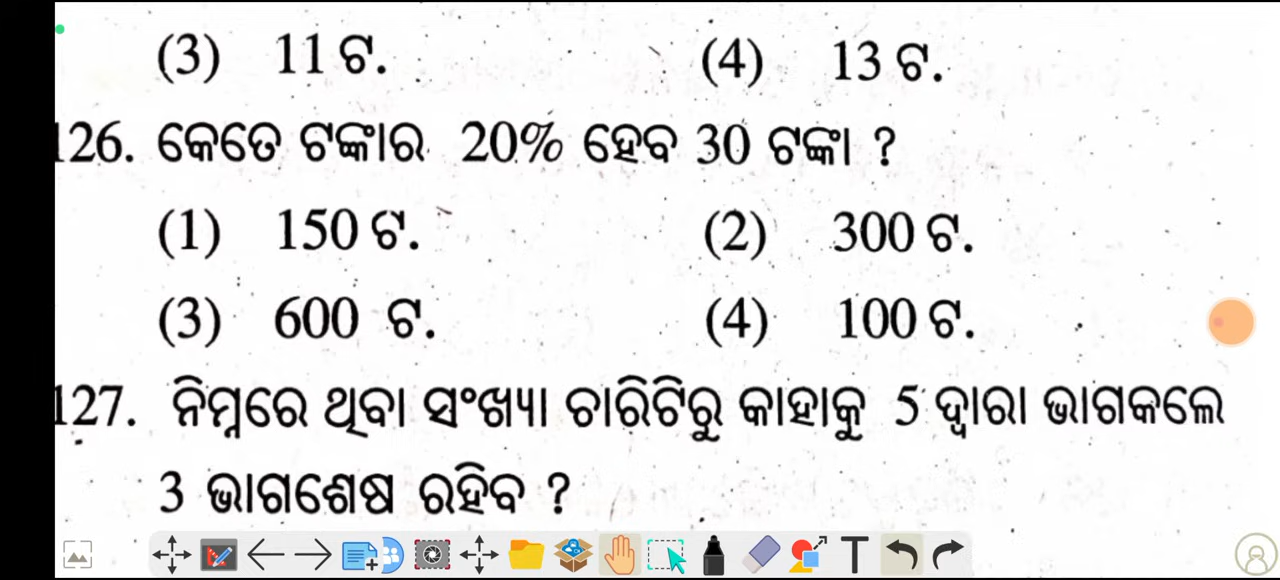 (3) 11 ଟ. (4) 13 ଟ.
126. କେତେ ଟଙ୍କାର 20% ହେବ 30 ଟଙ୍କା ?
(1) 150 ଟ. (2) 300 ଟ.
(3) 600 ଟ. (4) 100 ଟ.
127. ନିମ୍ନରେ ଥିବା ସଂଖ୍ୟା ଚାରିଟିରୁ କାହାକୁ 5 ଦ୍ୱାରା ଭାଗକଲେ
3 ଭାଗଶେଷ ରହିବ ?